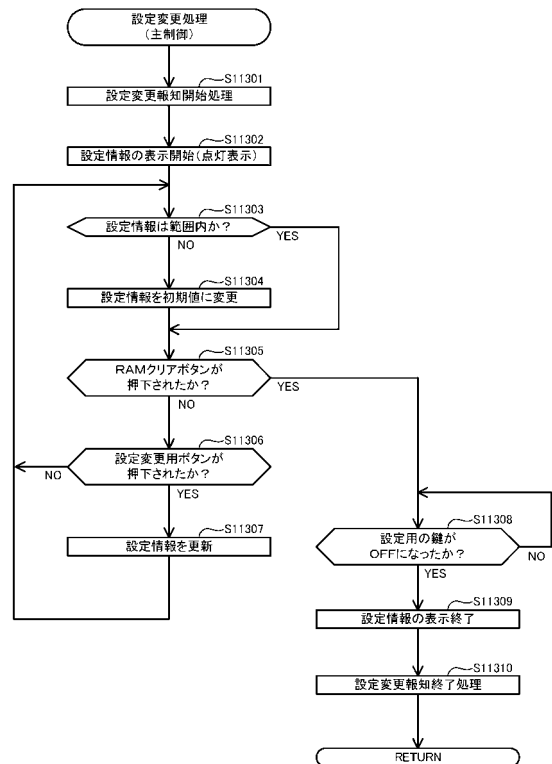 設定変更処理
(主制御)
S11301
設定変更報知開始処理
S11302
設定情報の表示開始(点灯表示)
S11303
設定情報は範囲内か?
YES
NO
S11304
設定情報を初期値に変更
S11305
RAMクリアボタンが
押下されたか?
YES
NO
S11306
設定変更用ボタンが
押下されたか?
NO
YES
S11307
設定情報を更新
S11308
設定用の鍵が
OFFになったか?
NO
YES
S11309
設定情報の表示終了
S11310
設定変更報知終了処理
RETURN